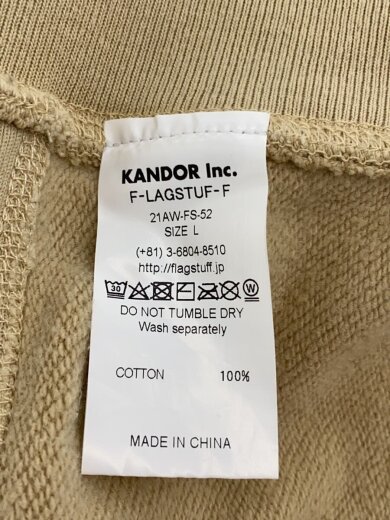 KANDOR Inc.
F-LAGSTUF-F
21AW-FS-52
SIZE L
(+81) 3-6804-8510
http://flagstuff.jp
30 W
DO NOT TUMBLE DRY
Wash separately
COTTON 100%
MADE IN CHINA